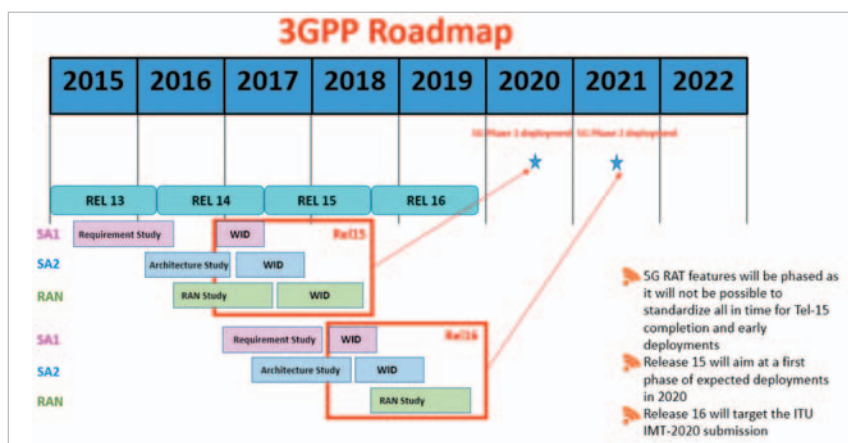 3GPP Roadmap
2015 2016 2017 2018 2019 2020 2021 2022
5G Phase 1 deployment 5G Phase 2 deployment
REL 13 REL 14 REL 15 REL 16
SA1 Requirement Study WID Rel15
SA2 Architecture Study WID
RAN RAN Study WID
SA1 Requirement Study WID Rel16
SA2 Architecture Study WID
RAN RAN Study
5G RAT features will be phased as
it will not be possible to
standardize all in time for Tel-15
completion and early
deployments
Release 15 will aim at a first
phase of expected deployments
in 2020
Release 16 will target the ITU
IMT-2020 submission